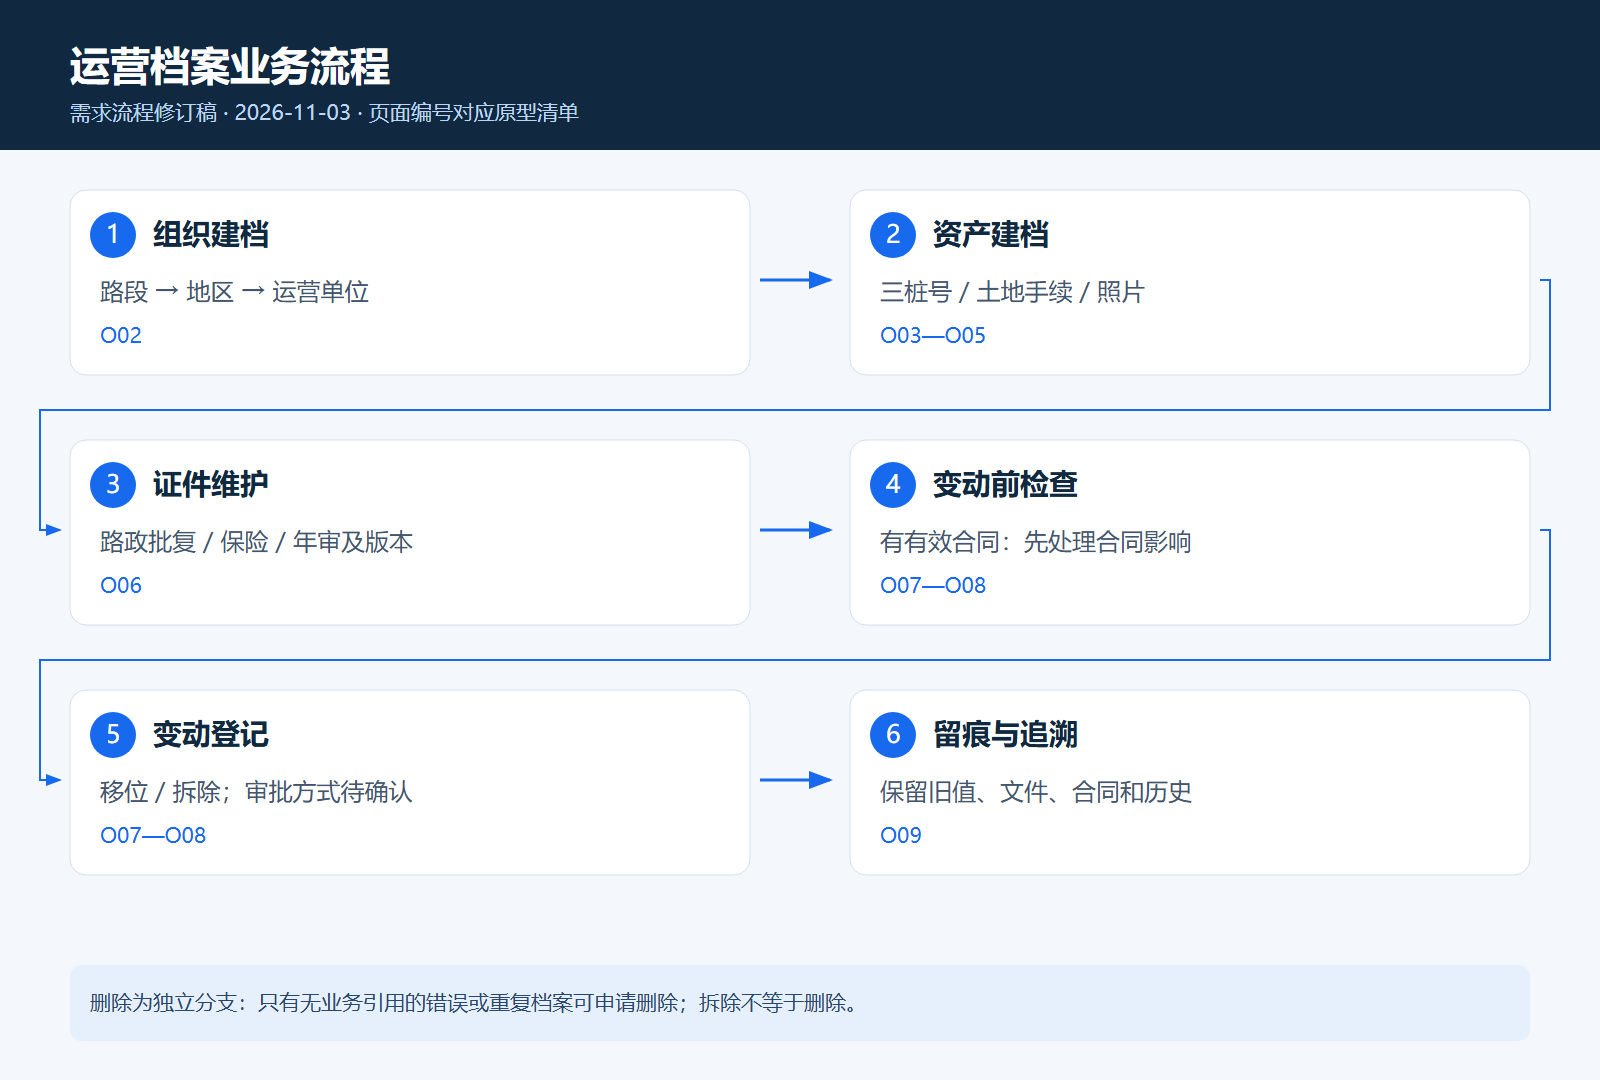 运营档案业务流程
需求流程修订稿 · 2026-11-03 · 页面编号对应原型清单
1 组织建档
路段 → 地区 → 运营单位
O02
2 资产建档
三桩号 / 土地手续 / 照片
O03—O05
3 证件维护
路政批复 / 保险 / 年审及版本
O06
4 变动前检查
有有效合同：先处理合同影响
O07—O08
5 变动登记
移位 / 拆除；审批方式待确认
O07—O08
6 留痕与追溯
保留旧值、文件、合同和历史
O09
删除为独立分支：只有无业务引用的错误或重复档案可申请删除；拆除不等于删除。